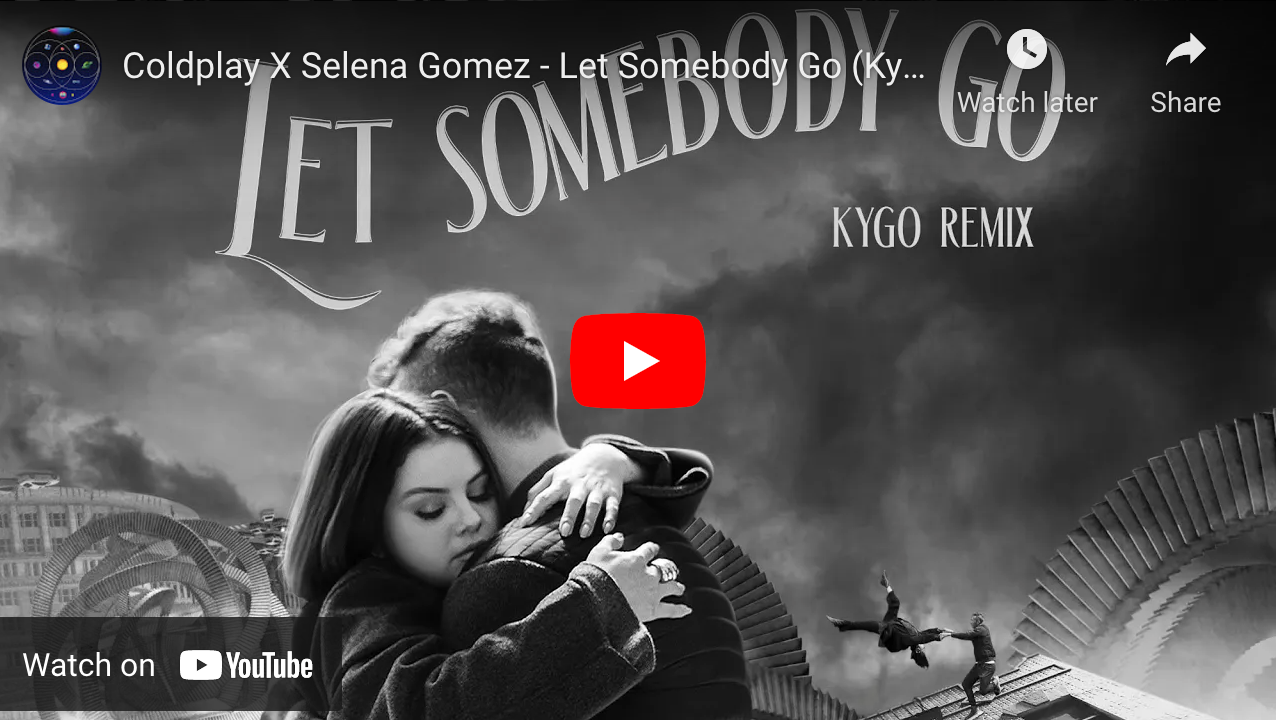 Coldplay X Selena Gomez - Let Somebody Go (Ky...
Watch later
Share
LET SOMEBODY GO
KYGO REMIX
Watch on YouTube